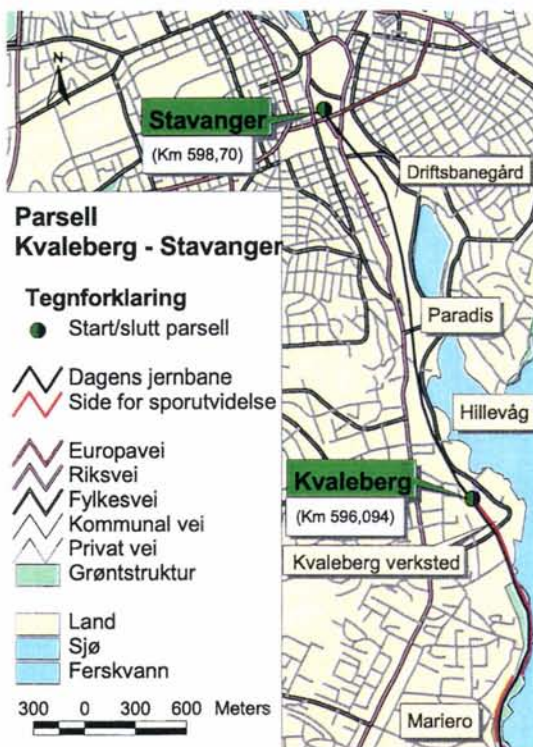 N
Stavanger
(Km 598,70)
Driftsbanegård
Parsell
Kvaleberg - Stavanger
Tegnforklaring
Start/slutt parsell
Paradis
Dagens jernbane
Side for sporutvidelse
Hillevåg
Europavei
Riksvei
Fylkesvei
Kommunal vei
Privat vei
Grøntstruktur
Kvaleberg
(Km 596,094)
Kvaleberg verksted
Land
Sjø
Ferskvann
300 0 300 600 Meters
Mariero